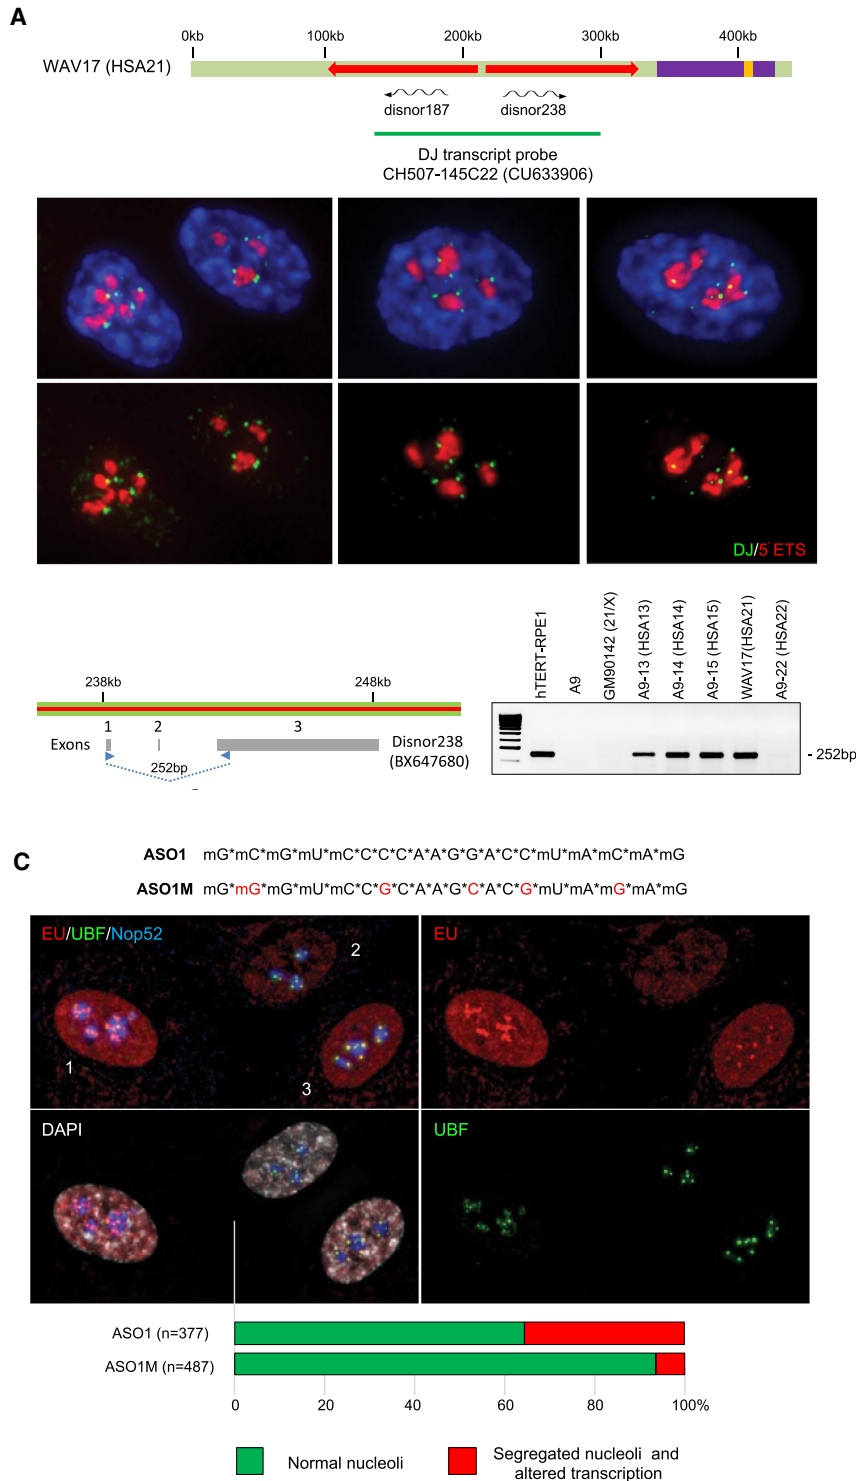 A
0kb 100kb 200kb 300kb 400kb
WAV17 (HSA21)
disnor187 disnor238
DJ transcript probe
CH507-145C22 (CU633906)
DJ/5'ETS
hTERT-RPE1
A9
GM90142 (21/X)
A9-13 (HSA13)
A9-14 (HSA14)
A9-15 (HSA15)
WAV17(HSA21)
A9-22 (HSA22)
238kb 248kb
1 2 3
Exons Disnor238
(BX647680)
252bp
- 252bp
C
ASO1 mG*mC*mG*mU*mC*C*C*C*A*A*G*G*A*C*C*mU*mA*mC*mA*mG
ASO1M mG*mG*mG*mU*mC*C*G*C*A*A*G*C*A*C*G*mU*mA*mG*mA*mG
EU/UBF/Nop52 EU
2
1
3
DAPI UBF
ASO1 (n=377)
ASO1M (n=487)
0 20 40 60 80 100%
Normal nucleoli
Segregated nucleoli and
altered transcription